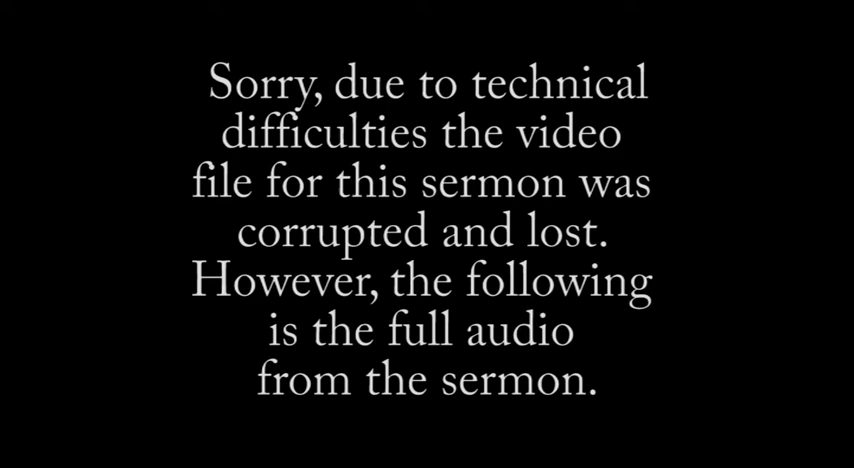 Sorry, due to technical
difficulties the video
file for this sermon was
corrupted and lost.
However, the following
is the full audio
from the sermon.